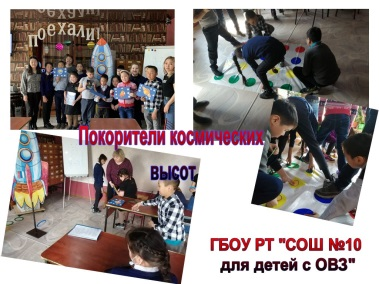 Поехали!
Покорители космических
высот
ГБОУ РТ "СОШ №10
для детей с ОВЗ"